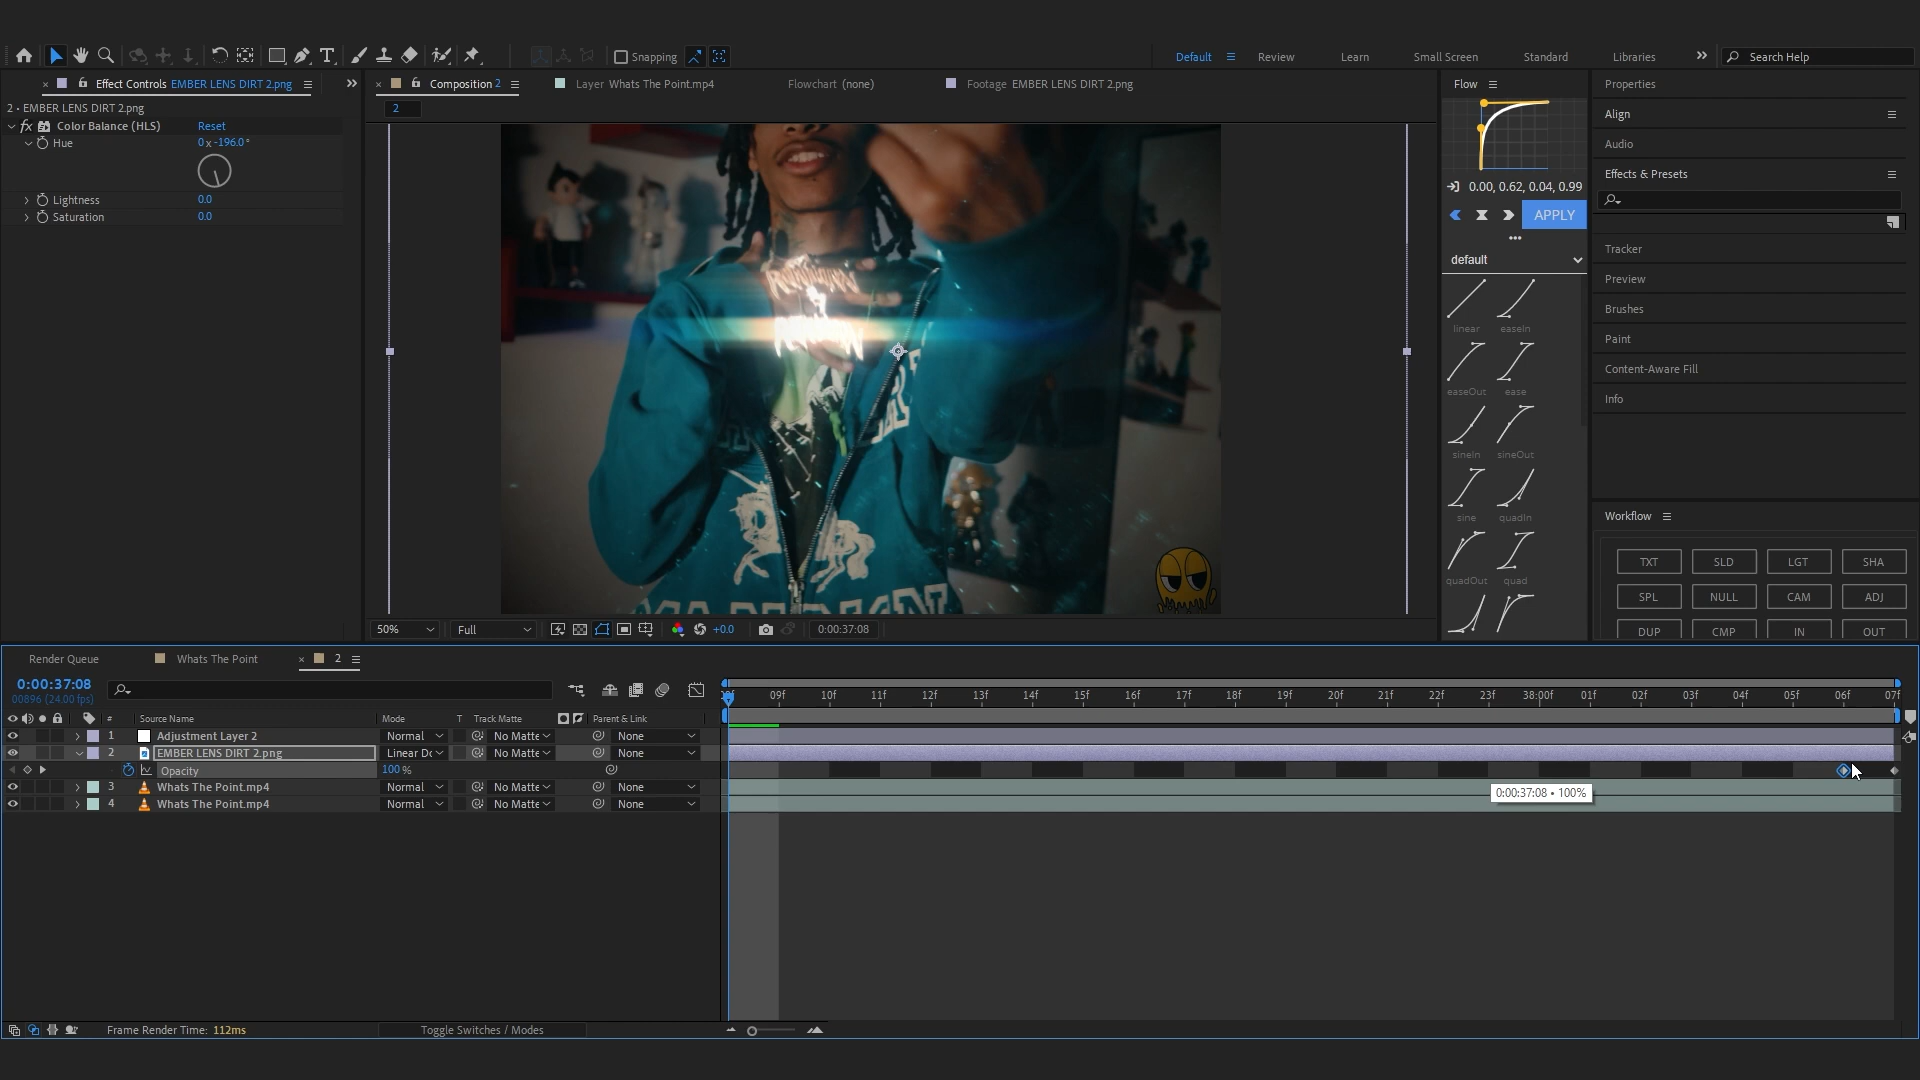 Snapping
Default
Review
Learn
Small Screen
Standard
Libraries
Search Help
Effect Controls EMBER LENS DIRT 2.png
Composition 2
Layer Whats The Point.mp4
Flowchart (none)
Footage EMBER LENS DIRT 2.png
Flow
Properties
2 • EMBER LENS DIRT 2.png
2
fx Color Balance (HLS)
Reset
Hue
0 x -196.0°
Lightness
0.0
Saturation
0.0
0.00, 0.62, 0.04, 0.99
APPLY
default
linear
easeIn
easeOut
ease
sineIn
sineOut
sine
quadIn
quadOut
quad
Align
Audio
Effects & Presets
Tracker
Preview
Brushes
Paint
Content-Aware Fill
Info
Workflow
TXT
SLD
LGT
SHA
SPL
NULL
CAM
ADJ
DUP
CMP
IN
OUT
50%
Full
+0.0
0:00:37:08
Render Queue
Whats The Point
2
0:00:37:08
00896 (24.00 fps)
09f
10f
11f
12f
13f
14f
15f
16f
17f
18f
19f
20f
21f
22f
23f
38:00f
01f
02f
03f
04f
05f
06f
07f
#
Source Name
Mode
T
Track Matte
Parent & Link
1
Adjustment Layer 2
Normal
No Matte
None
2
EMBER LENS DIRT 2.png
Linear Dc
No Matte
None
Opacity
100 %
3
Whats The Point.mp4
Normal
No Matte
None
4
Whats The Point.mp4
Normal
No Matte
None
0:00:37:08 • 100%
Frame Render Time: 112ms
Toggle Switches / Modes